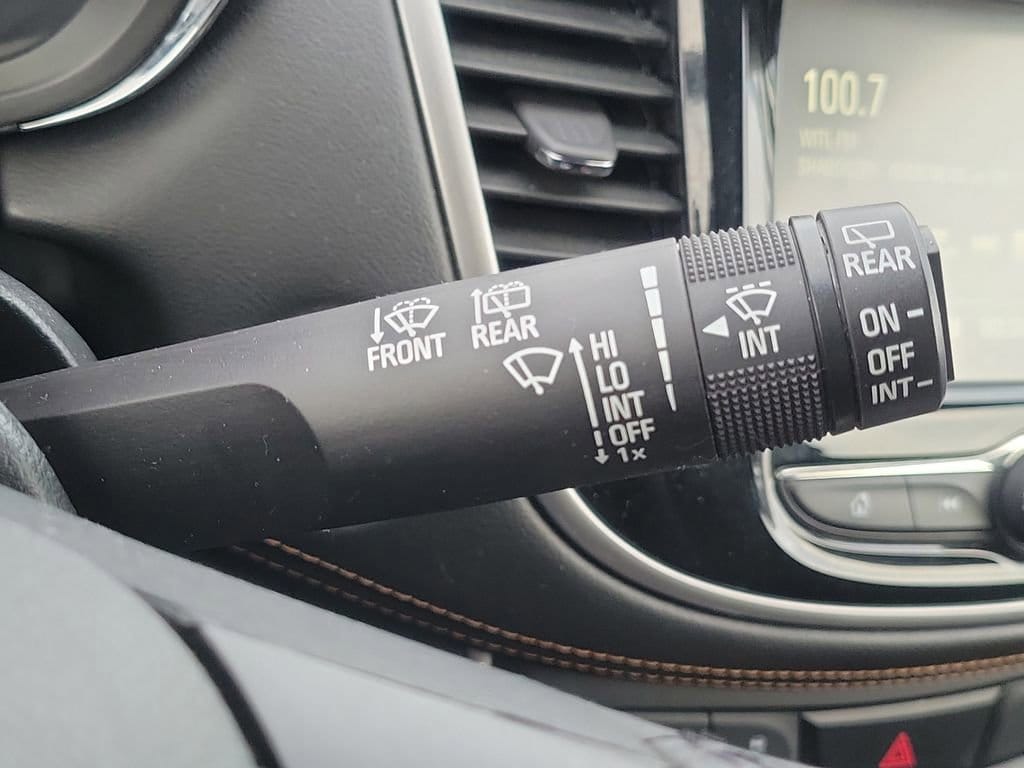 100.7
REAR
ON
OFF
INT
INT
FRONT
REAR
HI
LO
INT
OFF
1x